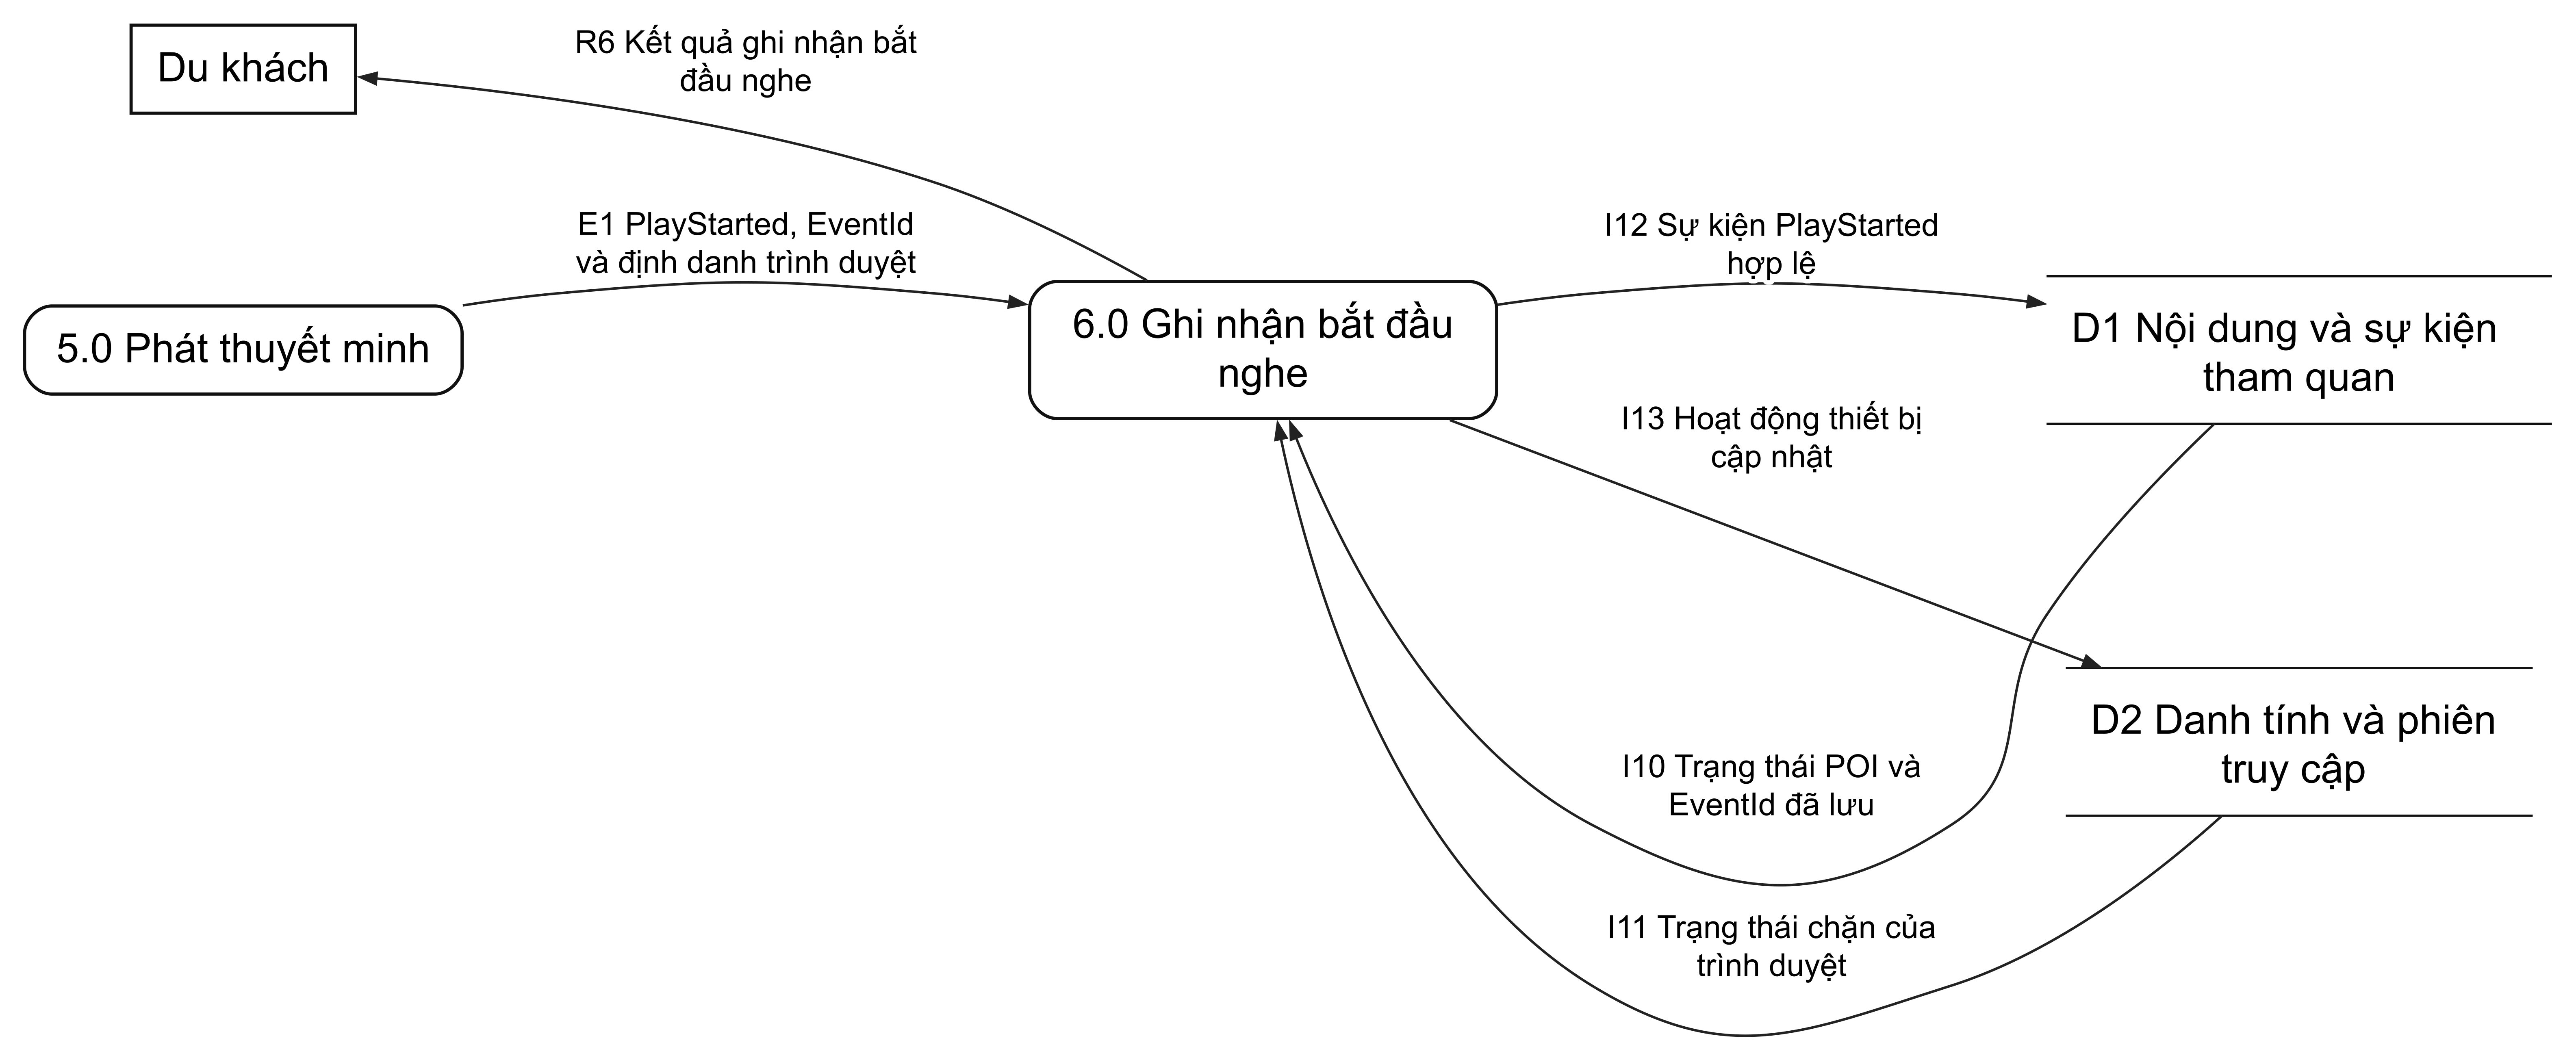 R6 Kết quả ghi nhận bắt
đầu nghe
Du khách
E1 PlayStarted, EventId
và định danh trình duyệt
5.0 Phát thuyết minh
6.0 Ghi nhận bắt đầu
nghe
I12 Sự kiện PlayStarted
hợp lệ
D1 Nội dung và sự kiện
tham quan
I13 Hoạt động thiết bị
cập nhật
D2 Danh tính và phiên
truy cập
I10 Trạng thái POI và
EventId đã lưu
I11 Trạng thái chặn của
trình duyệt